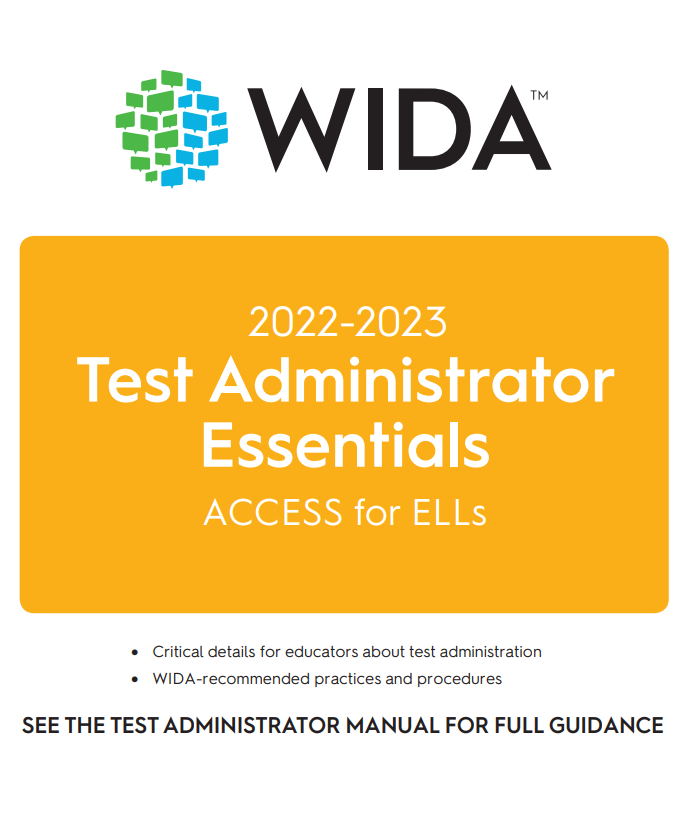 WIDA™
2022-2023
Test Administrator
Essentials
ACCESS for ELLs
• Critical details for educators about test administration
• WIDA-recommended practices and procedures
SEE THE TEST ADMINISTRATOR MANUAL FOR FULL GUIDANCE